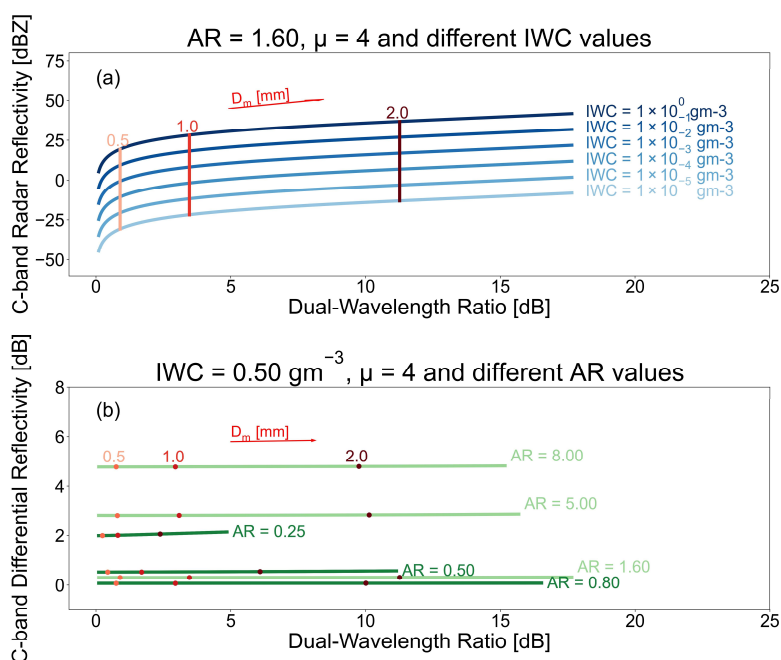 AR = 1.60, μ = 4 and different IWC values
C-band Radar Reflectivity [dBZ]
75
50
25
0
−25
−50
(a)
D_m [mm]
0.5
1.0
2.0
IWC = 1 × 10^0 gm-3
IWC = 1 × 10^−1 gm-3
IWC = 1 × 10^−2 gm-3
IWC = 1 × 10^−3 gm-3
IWC = 1 × 10^−4 gm-3
IWC = 1 × 10^−5 gm-3
0 5 10 15 20 25
Dual-Wavelength Ratio [dB]
IWC = 0.50 gm^−3, μ = 4 and different AR values
C-band Differential Reflectivity [dB]
8
6
4
2
0
(b)
D_m [mm]
0.5
1.0
2.0
AR = 8.00
AR = 5.00
AR = 0.25
AR = 1.60
AR = 0.50
AR = 0.80
0 5 10 15 20 25
Dual-Wavelength Ratio [dB]